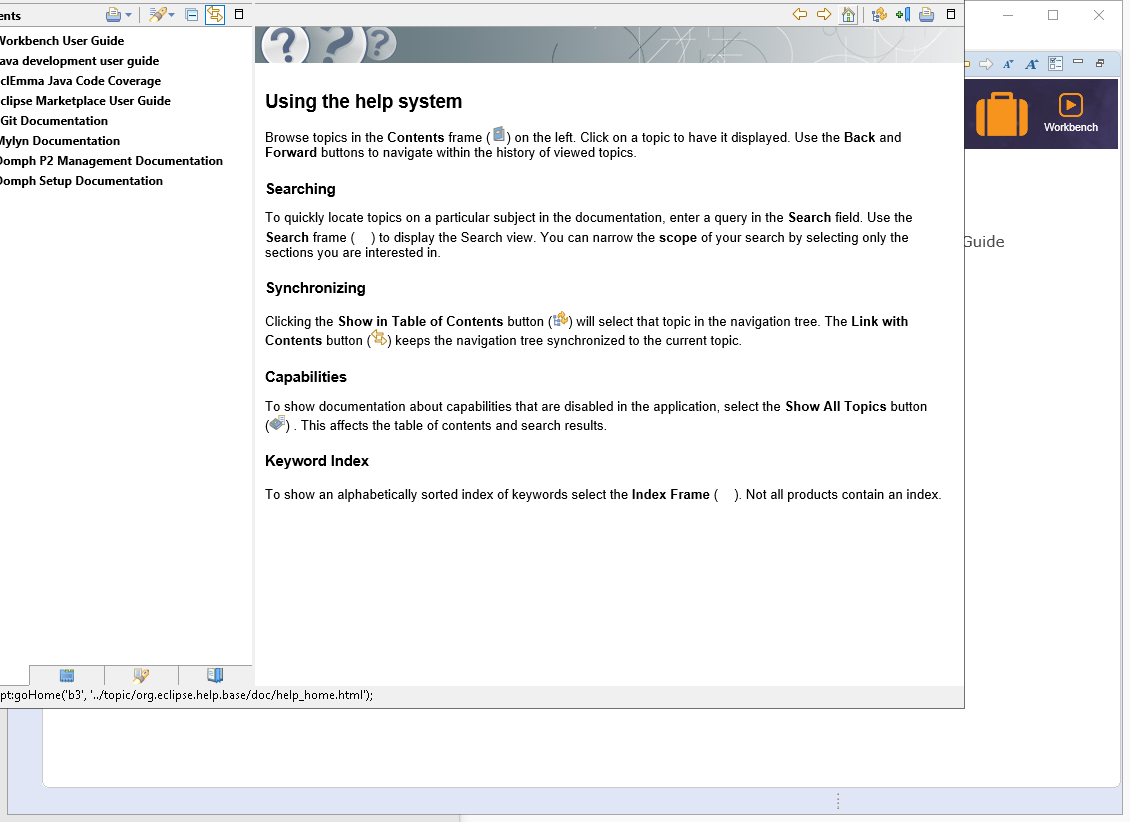 ents
Workbench User Guide
ava development user guide
clEmma Java Code Coverage
clipse Marketplace User Guide
Git Documentation
Mylyn Documentation
Oomph P2 Management Documentation
Oomph Setup Documentation
Using the help system
Browse topics in the Contents frame ( ) on the left. Click on a topic to have it displayed. Use the Back and
Forward buttons to navigate within the history of viewed topics.
Searching
To quickly locate topics on a particular subject in the documentation, enter a query in the Search field. Use the
Search frame ( ) to display the Search view. You can narrow the scope of your search by selecting only the
sections you are interested in.
Synchronizing
Clicking the Show in Table of Contents button ( ) will select that topic in the navigation tree. The Link with
Contents button ( ) keeps the navigation tree synchronized to the current topic.
Capabilities
To show documentation about capabilities that are disabled in the application, select the Show All Topics button
( ) . This affects the table of contents and search results.
Keyword Index
To show an alphabetically sorted index of keywords select the Index Frame ( ). Not all products contain an index.
pt:goHome('b3', '../topic/org.eclipse.help.base/doc/help_home.html');
Workbench
Guide